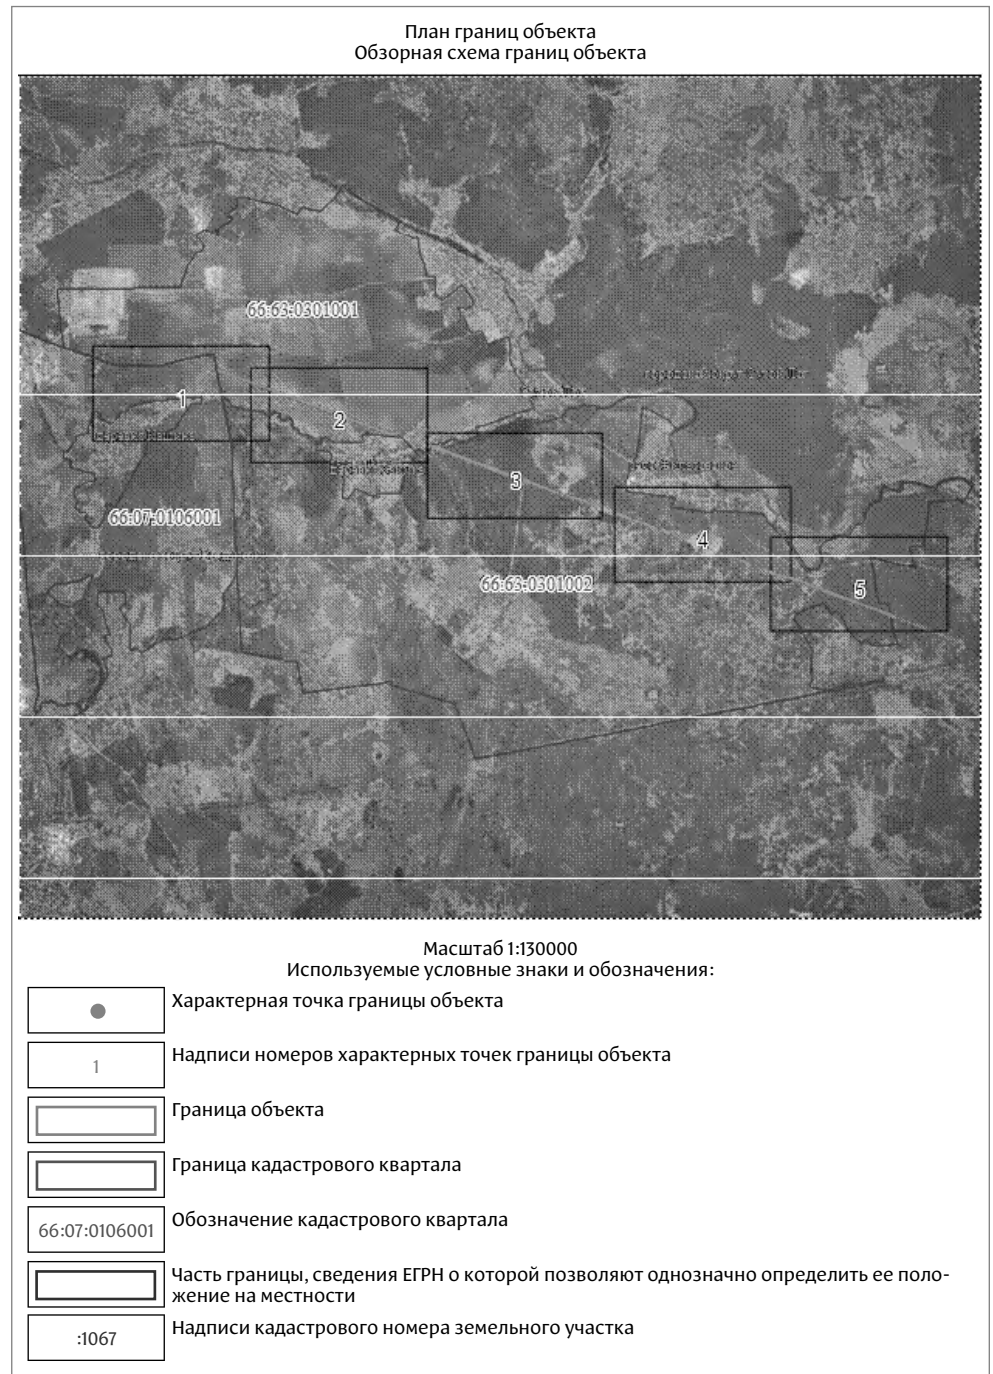 План границ объекта
Обзорная схема границ объекта
66:63:0301001
1
2
3
66:07:0106001
4
66:63:0301002
5
Масштаб 1:130000
Используемые условные знаки и обозначения:
Характерная точка границы объекта
1
Надписи номеров характерных точек границы объекта
Граница объекта
Граница кадастрового квартала
66:07:0106001
Обозначение кадастрового квартала
Часть границы, сведения ЕГРН о которой позволяют однозначно определить ее поло-
жение на местности
:1067
Надписи кадастрового номера земельного участка